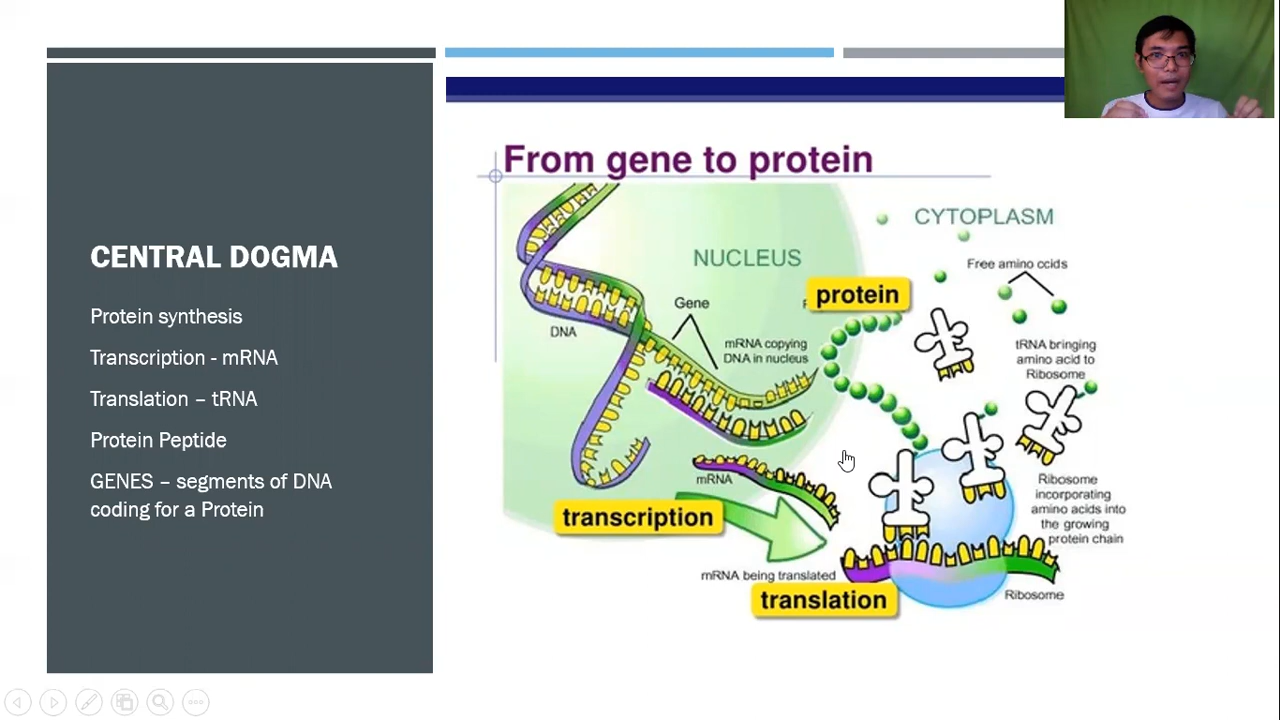 CENTRAL DOGMA
Protein synthesis
Transcription - mRNA
Translation – tRNA
Protein Peptide
GENES – segments of DNA
coding for a Protein
From gene to protein
CYTOPLASM
NUCLEUS
Free amino ccids
protein
Gene
DNA
mRNA copying
DNA in nucleus
tRNA bringing
amino acid to
Ribosome
mRNA
Ribosome
incorporating
amino acids into
the growing
protein chain
transcription
mRNA being translated
translation
Ribosome